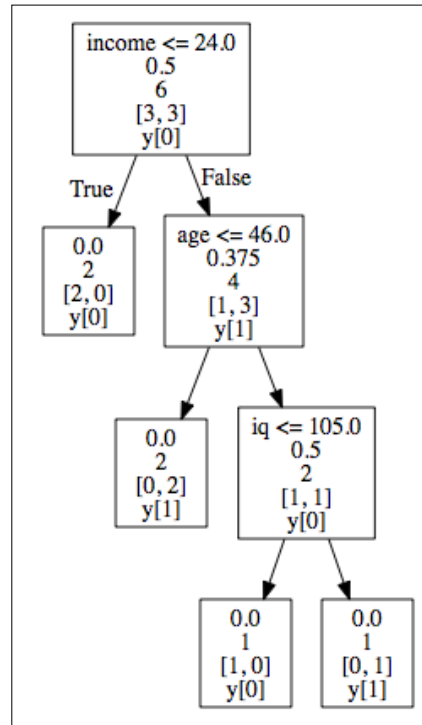 income <= 24.0
0.5
6
[3, 3]
y[0]
True
False
0.0
2
[2, 0]
y[0]
age <= 46.0
0.375
4
[1, 3]
y[1]
0.0
2
[0, 2]
y[1]
iq <= 105.0
0.5
2
[1, 1]
y[0]
0.0
1
[1, 0]
y[0]
0.0
1
[0, 1]
y[1]